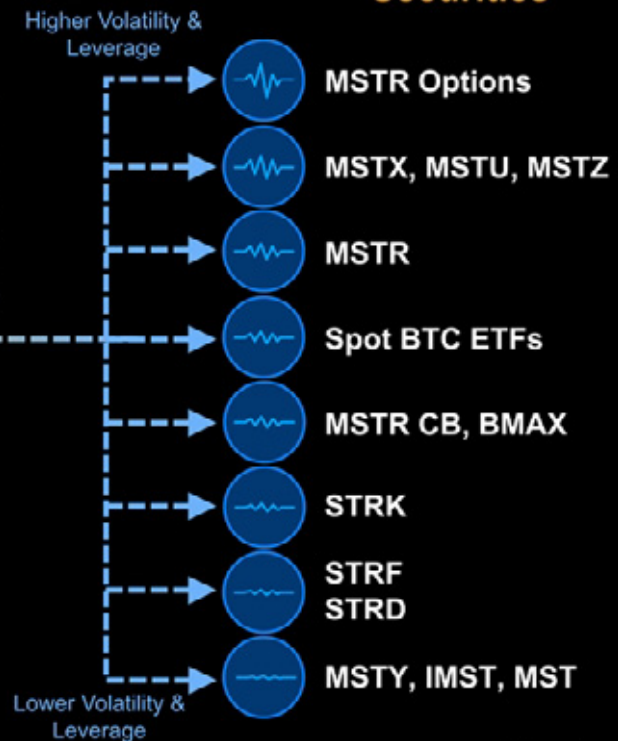 Securities
Higher Volatility &
Leverage
MSTR Options
MSTX, MSTU, MSTZ
MSTR
Spot BTC ETFs
MSTR CB, BMAX
STRK
STRF
STRD
MSTY, IMST, MST
Lower Volatility &
Leverage